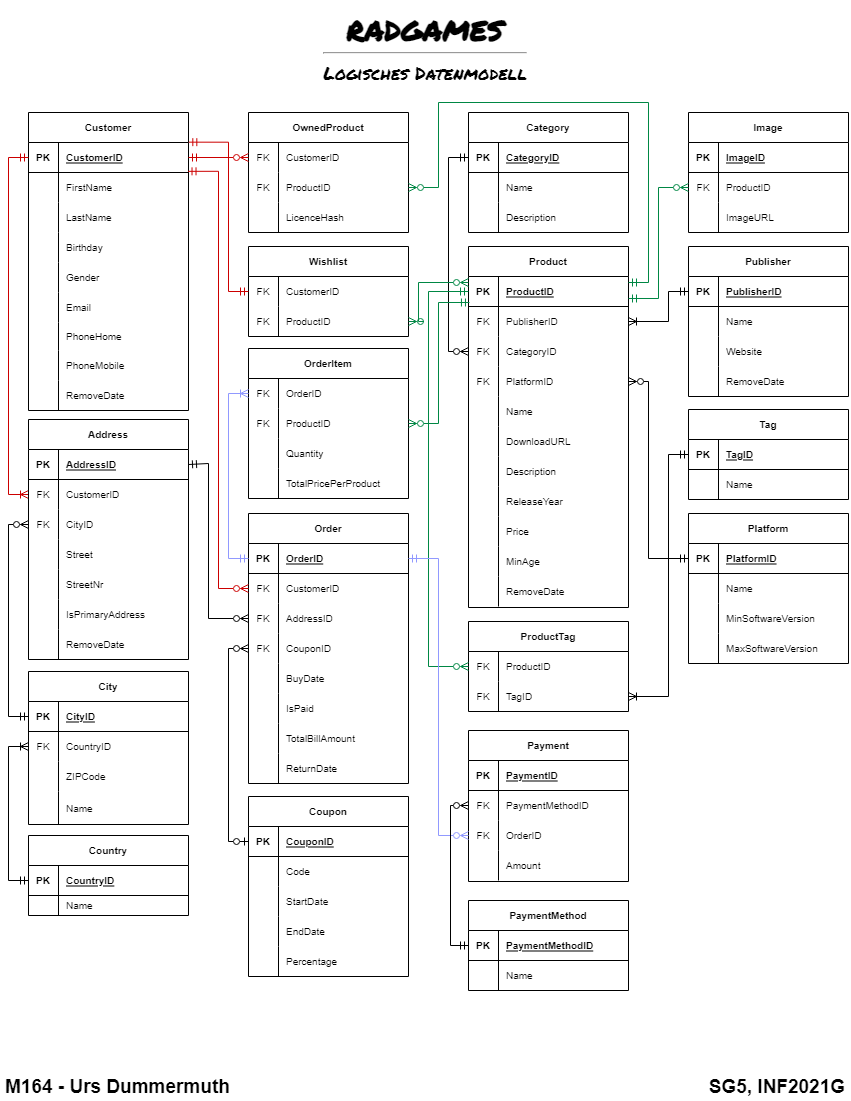 RADGAMES
Logisches Datenmodell
Customer
PK CustomerID
FirstName
LastName
Birthday
Gender
Email
PhoneHome
PhoneMobile
RemoveDate
Address
PK AddressID
FK CustomerID
FK CityID
Street
StreetNr
IsPrimaryAddress
RemoveDate
City
PK CityID
FK CountryID
ZIPCode
Name
Country
PK CountryID
Name
OwnedProduct
FK CustomerID
FK ProductID
LicenceHash
Wishlist
FK CustomerID
FK ProductID
OrderItem
FK OrderID
FK ProductID
Quantity
TotalPricePerProduct
Order
PK OrderID
FK CustomerID
FK AddressID
FK CouponID
BuyDate
IsPaid
TotalBillAmount
ReturnDate
Coupon
PK CouponID
Code
StartDate
EndDate
Percentage
Category
PK CategoryID
Name
Description
Product
PK ProductID
FK PublisherID
FK CategoryID
FK PlatformID
Name
DownloadURL
Description
ReleaseYear
Price
MinAge
RemoveDate
ProductTag
FK ProductID
FK TagID
Payment
PK PaymentID
FK PaymentMethodID
FK OrderID
Amount
PaymentMethod
PK PaymentMethodID
Name
Image
PK ImageID
FK ProductID
ImageURL
Publisher
PK PublisherID
Name
Website
RemoveDate
Tag
PK TagID
Name
Platform
PK PlatformID
Name
MinSoftwareVersion
MaxSoftwareVersion
M164 - Urs Dummermuth
SG5, INF2021G